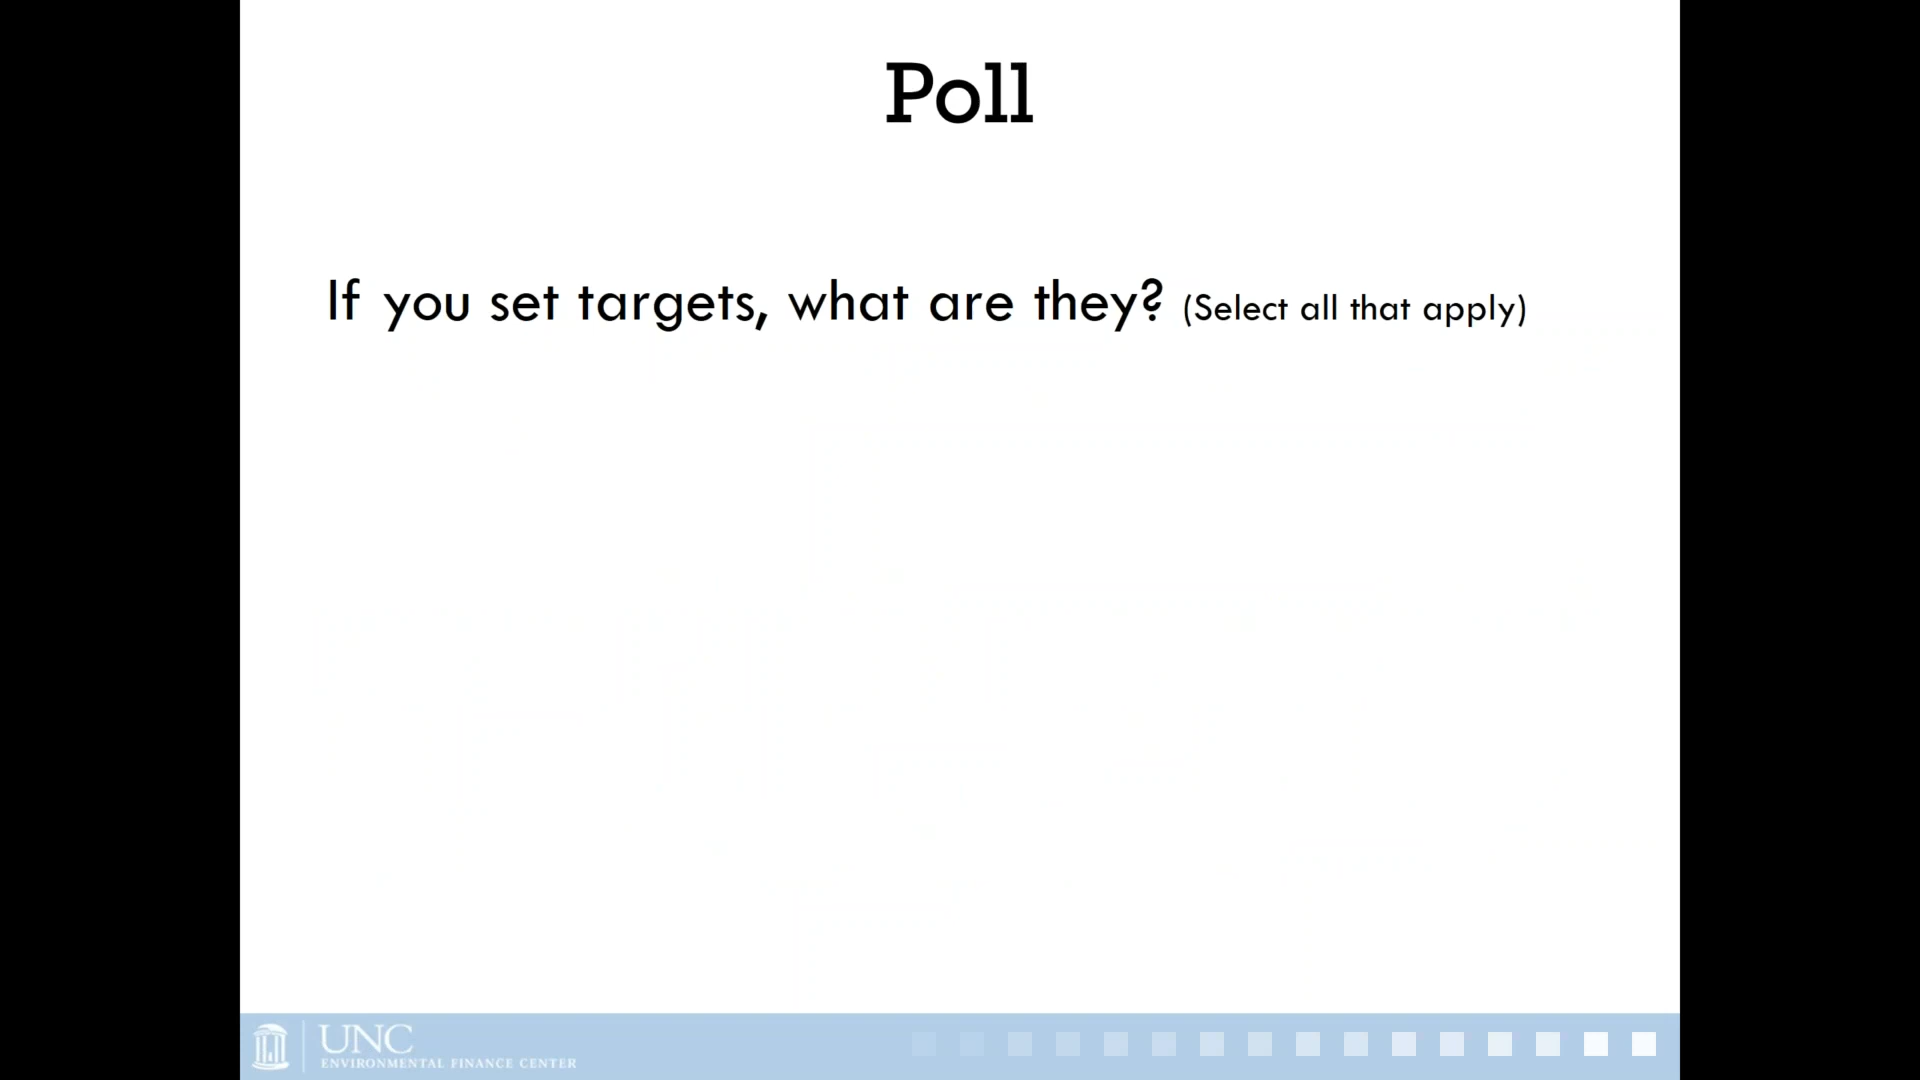 Poll
If you set targets, what are they? (Select all that apply)
UNC
ENVIRONMENTAL FINANCE CENTER